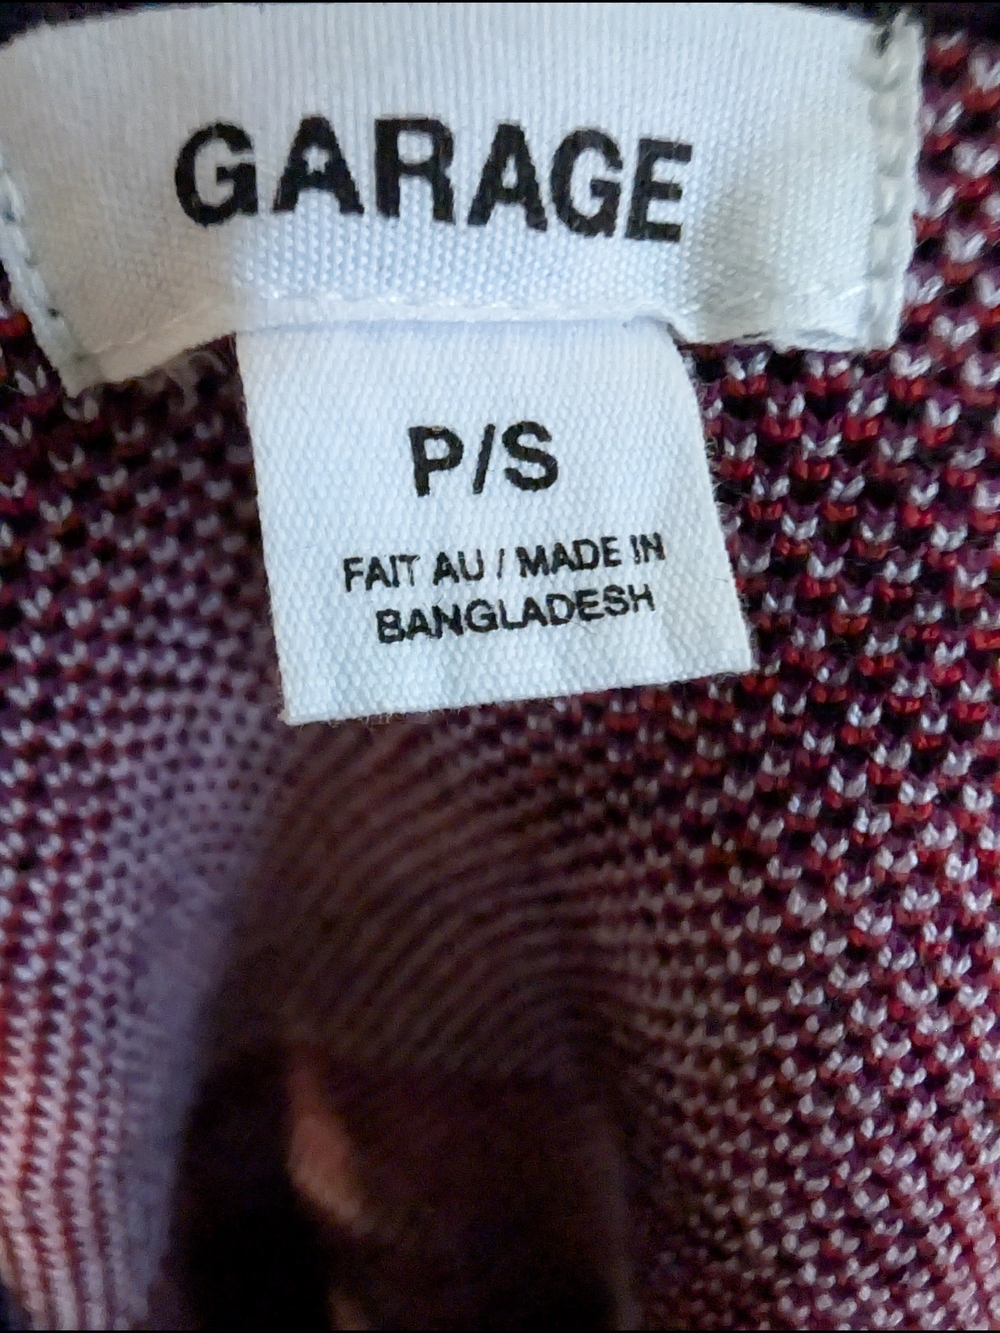 GARAGE
P/S
FAIT AU / MADE IN
BANGLADESH